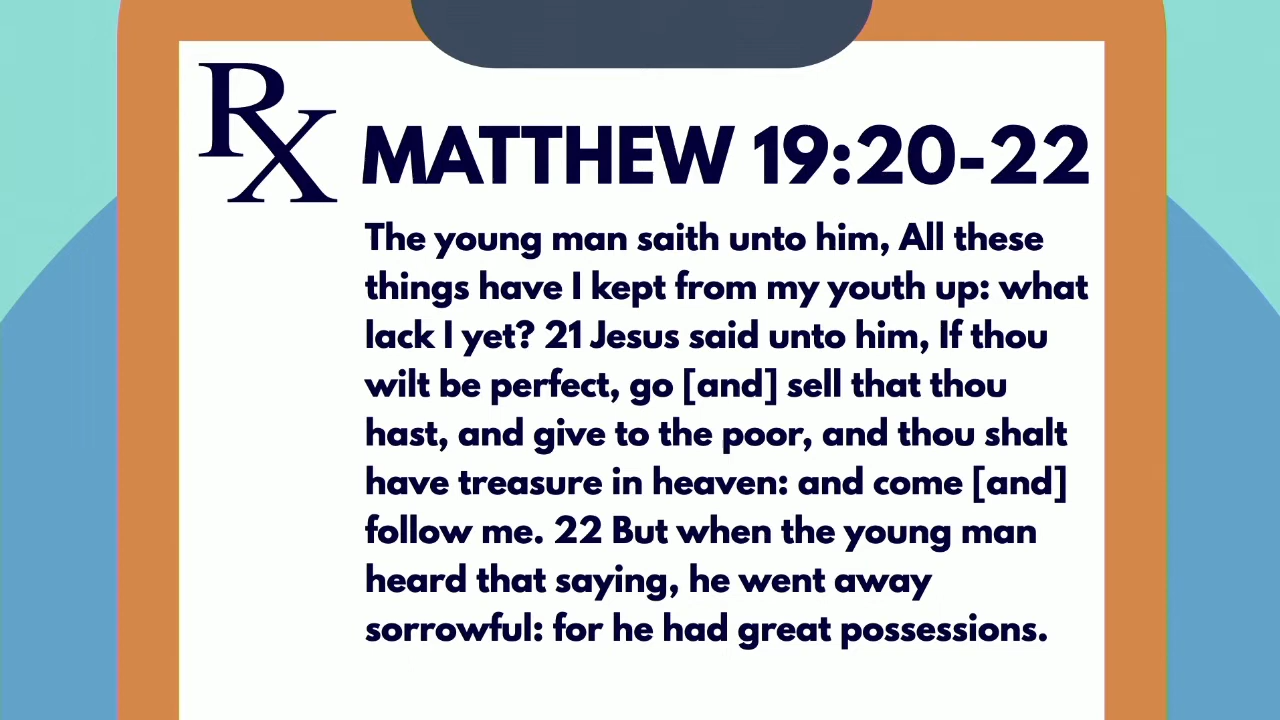 Rx
MATTHEW 19:20-22
The young man saith unto him, All these
things have I kept from my youth up: what
lack I yet? 21 Jesus said unto him, If thou
wilt be perfect, go [and] sell that thou
hast, and give to the poor, and thou shalt
have treasure in heaven: and come [and]
follow me. 22 But when the young man
heard that saying, he went away
sorrowful: for he had great possessions.